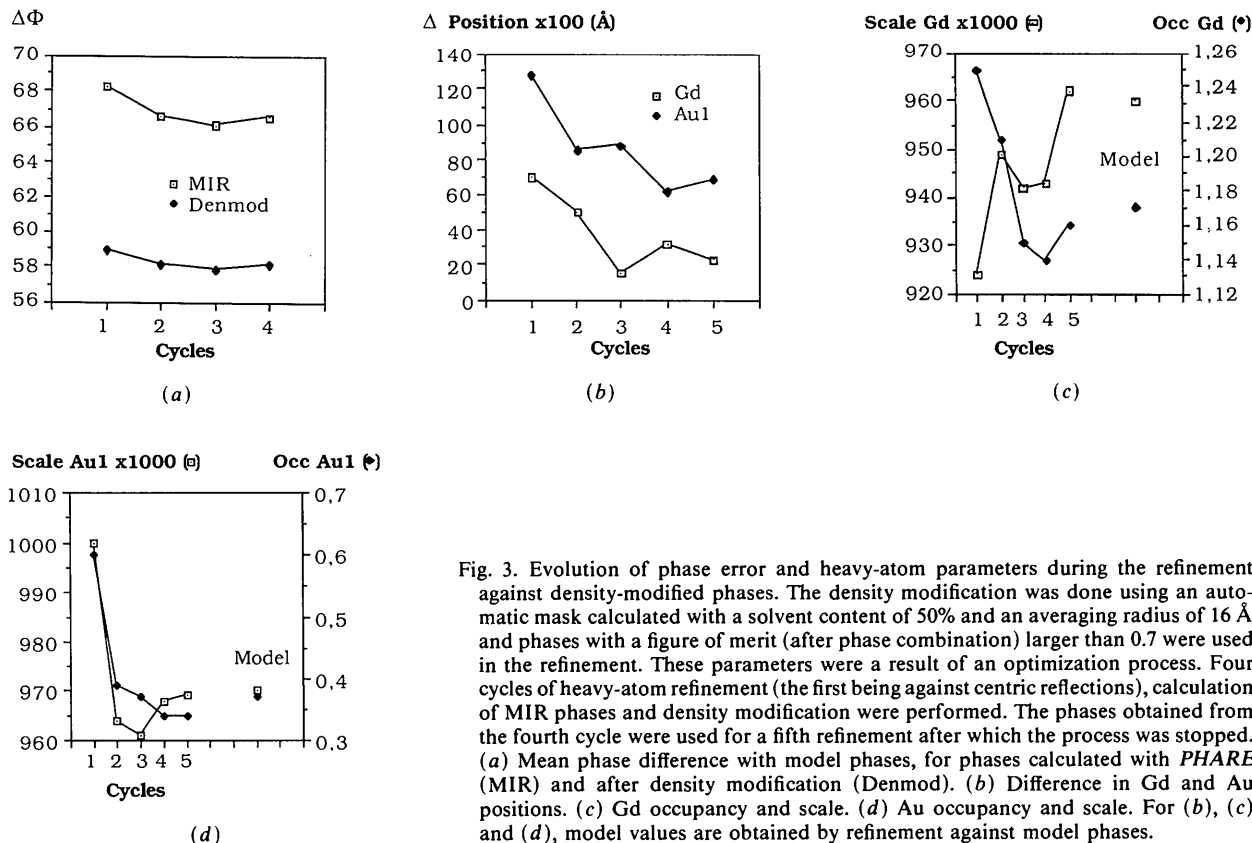 ΔΦ
70
68
66
64
62
60
58
56
MIR
Denmod
1 2 3 4
Cycles
(a)
Δ Position x100 (Å)
140
120
100
80
60
40
20
0
Gd
Au1
1 2 3 4 5
Cycles
(b)
Scale Gd x1000 (⊡) Occ Gd (◆)
970
960
950
940
930
920
1,26
1,24
1,22
1,20
1,18
1,16
1,14
1,12
Model
1 2 3 4 5
Cycles
(c)
Scale Au1 x1000 (⊡) Occ Au1 (◆)
1010
1000
990
980
970
960
0,7
0,6
0,5
0,4
0,3
Model
1 2 3 4 5
Cycles
(d)
Fig. 3. Evolution of phase error and heavy-atom parameters during the refinement
against density-modified phases. The density modification was done using an auto-
matic mask calculated with a solvent content of 50% and an averaging radius of 16 Å
and phases with a figure of merit (after phase combination) larger than 0.7 were used
in the refinement. These parameters were a result of an optimization process. Four
cycles of heavy-atom refinement (the first being against centric reflections), calculation
of MIR phases and density modification were performed. The phases obtained from
the fourth cycle were used for a fifth refinement after which the process was stopped.
(a) Mean phase difference with model phases, for phases calculated with PHARE
(MIR) and after density modification (Denmod). (b) Difference in Gd and Au
positions. (c) Gd occupancy and scale. (d) Au occupancy and scale. For (b), (c)
and (d), model values are obtained by refinement against model phases.